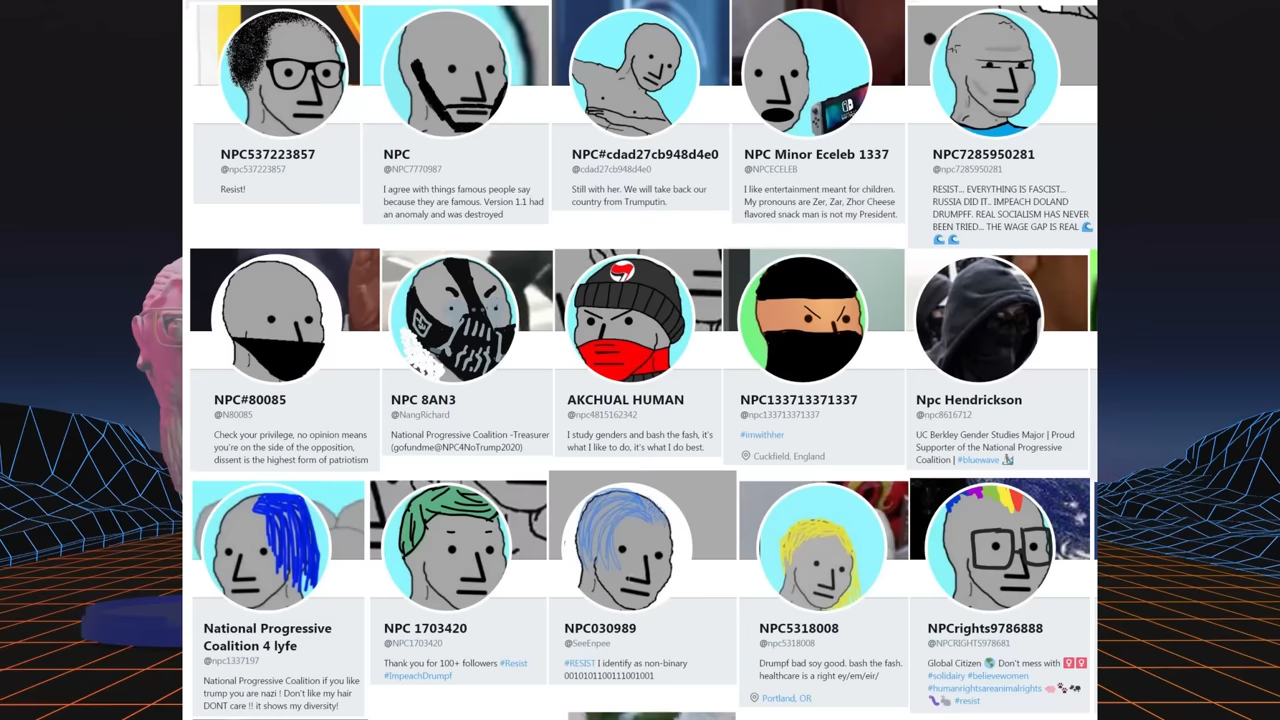 NPC537223857
@npc537223857
Resist!
NPC
@NPC7770987
I agree with things famous people say
because they are famous. Version 1.1 had
an anomaly and was destroyed
NPC#cdad27cb948d4e0
@cdad27cb948d4e0
Still with her. We will take back our
country from Trumputin.
NPC Minor Eceleb 1337
@NPCECELEB
I like entertainment meant for children.
My pronouns are Zer, Zar, Zhor Cheese
flavored snack man is not my President.
NPC7285950281
@npc7285950281
RESIST... EVERYTHING IS FASCIST...
RUSSIA DID IT.. IMPEACH DOLAND
DRUMPFF. REAL SOCIALISM HAS NEVER
BEEN TRIED... THE WAGE GAP IS REAL 🌊
🌊 🌊
NPC#80085
@N80085
Check your privilege, no opinion means
you're on the side of the opposition,
dissent is the highest form of patriotism
NPC 8AN3
@NangRichard
National Progressive Coalition -Treasurer
(gofundme@NPC4NoTrump2020)
AKCHUAL HUMAN
@npc4815162342
I study genders and bash the fash, it's
what I like to do, it's what I do best.
NPC133713371337
@npc133713371337
#imwithher
Cuckfield, England
Npc Hendrickson
@npc8616712
UC Berkley Gender Studies Major | Proud
Supporter of the National Progressive
Coalition | #bluewave
National Progressive
Coalition 4 lyfe
@npc1337197
National Progressive Coalition if you like
trump you are nazi ! Don't like my hair
DONT care !! it shows my diversity!
NPC 1703420
@NPC1703420
Thank you for 100+ followers #Resist
#ImpeachDrumpf
NPC030989
@SeeEnpee
#RESIST I identify as non-binary
0010101100111001001
NPC5318008
@npc5318008
Drumpf bad soy good. bash the fash.
healthcare is a right ey/em/eir/
Portland, OR
NPCrights9786888
@NPCRIGHTS978681
Global Citizen 🌎 Don't mess with 🚺🚺
#solidairy #believewomen
#humanrightsareanimalrights
#resist